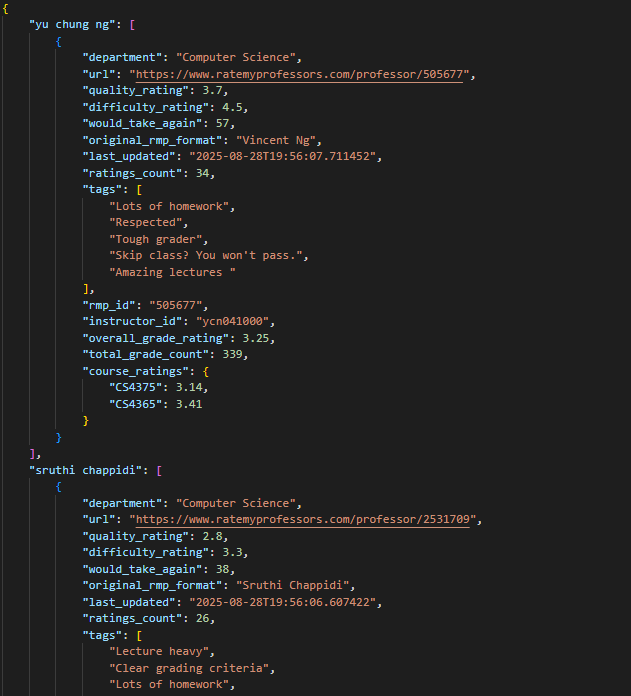 {
    "yu chung ng": [
        {
            "department": "Computer Science",
            "url": "https://www.ratemyprofessors.com/professor/505677",
            "quality_rating": 3.7,
            "difficulty_rating": 4.5,
            "would_take_again": 57,
            "original_rmp_format": "Vincent Ng",
            "last_updated": "2025-08-28T19:56:07.711452",
            "ratings_count": 34,
            "tags": [
                "Lots of homework",
                "Respected",
                "Tough grader",
                "Skip class? You won't pass.",
                "Amazing lectures "
            ],
            "rmp_id": "505677",
            "instructor_id": "ycn041000",
            "overall_grade_rating": 3.25,
            "total_grade_count": 339,
            "course_ratings": {
                "CS4375": 3.14,
                "CS4365": 3.41
            }
        }
    ],
    "sruthi chappidi": [
        {
            "department": "Computer Science",
            "url": "https://www.ratemyprofessors.com/professor/2531709",
            "quality_rating": 2.8,
            "difficulty_rating": 3.3,
            "would_take_again": 38,
            "original_rmp_format": "Sruthi Chappidi",
            "last_updated": "2025-08-28T19:56:06.607422",
            "ratings_count": 26,
            "tags": [
                "Lecture heavy",
                "Clear grading criteria",
                "Lots of homework",